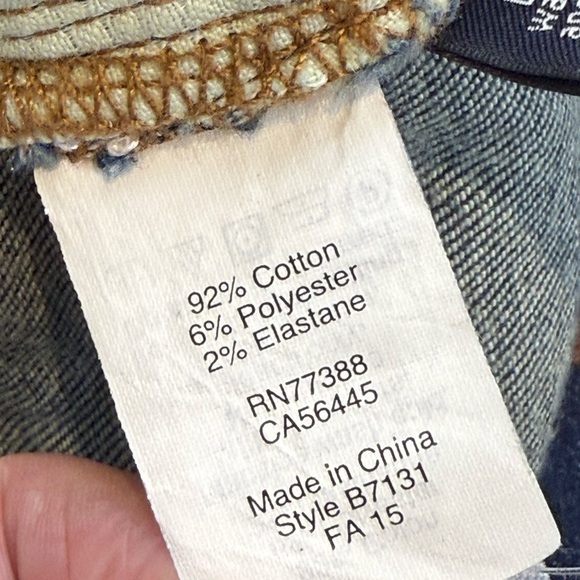 92% Cotton
6% Polyester
2% Elastane
RN77388
CA56445
Made in China
Style B7131
FA 15